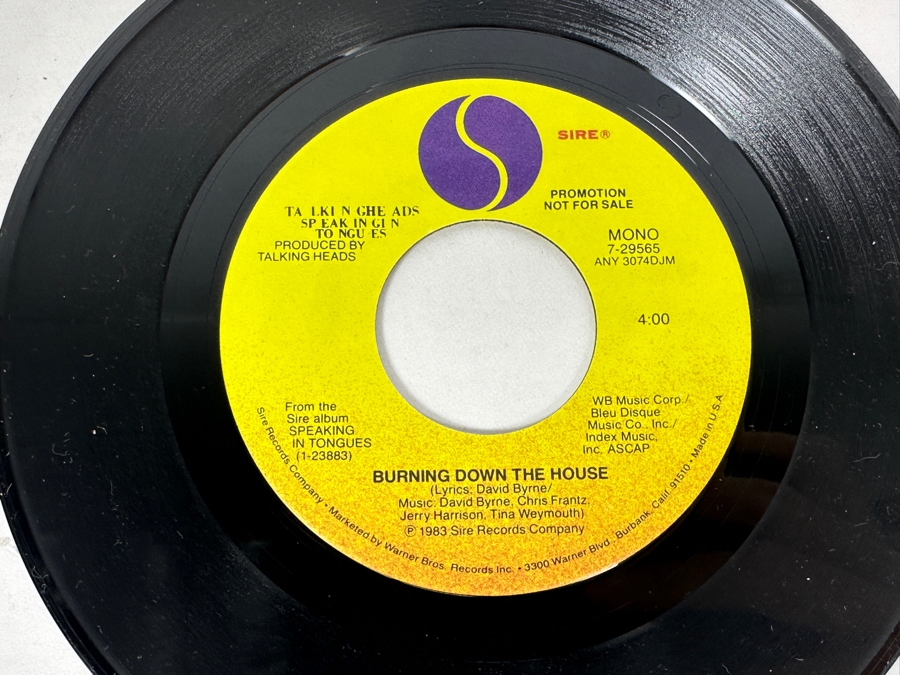 SIRE®
PROMOTION
NOT FOR SALE
TA LKI N GHE ADS
SP EAK IN GI N
TO NGU ES
PRODUCED BY
TALKING HEADS
MONO
7-29565
ANY 3074DJM
4:00
From the
Sire album
SPEAKING
IN TONGUES
(1-23883)
WB Music Corp./
Bleu Disque
Music Co., Inc./
Index Music,
Inc. ASCAP
BURNING DOWN THE HOUSE
(Lyrics: David Byrne/
Music: David Byrne, Chris Frantz,
Jerry Harrison, Tina Weymouth)
℗ 1983 Sire Records Company
Sire Records Company • Marketed by Warner Bros. Records Inc. • 3300 Warner Blvd., Burbank, Calif. 91510 • Made in U.S.A.